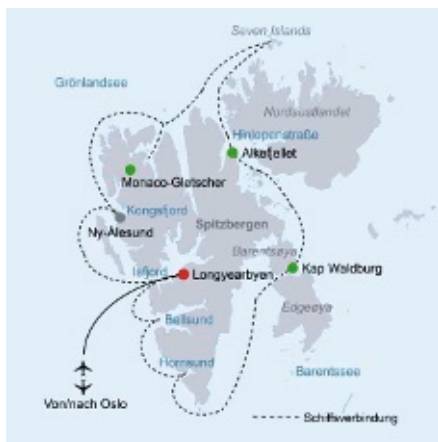 Seven Islands
Grönlandsee
Nordaustlandet
Hinlopenstraße
Alkefjellet
Monaco-Gletscher
Kongsfjord
Ny-Ålesund
Spitzbergen
Barentsøya
Isfjord
Longyearbyen
Kap Waldburg
Edgeøya
Bellsund
Hornsund
Barentssee
Von/nach Oslo
Schiffsverbindung